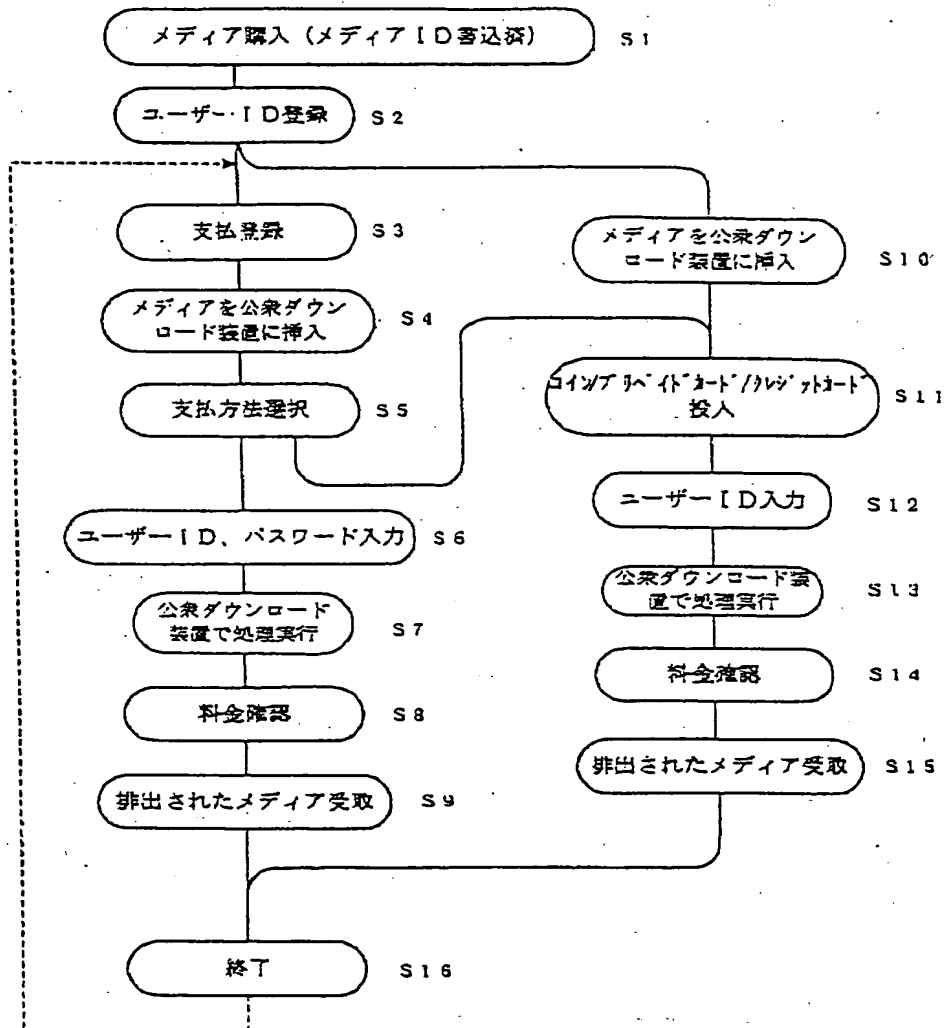 メディア購入(メディアID書込済) S1
ユーザー・ID登録 S2
支払登録 S3
メディアを公衆ダウン
ロード装置に挿入 S4
支払方法選択 S5
ユーザーID、パスワード入力 S6
公衆ダウンロード
装置で処理実行 S7
料金確認 S8
排出されたメディア受取 S9
メディアを公衆ダウン
ロード装置に挿入 S10
コイン/プリペイドカード/クレジットカード
投入 S11
ユーザーID入力 S12
公衆ダウンロード装
置で処理実行 S13
料金確認 S14
排出されたメディア受取 S15
終了 S16